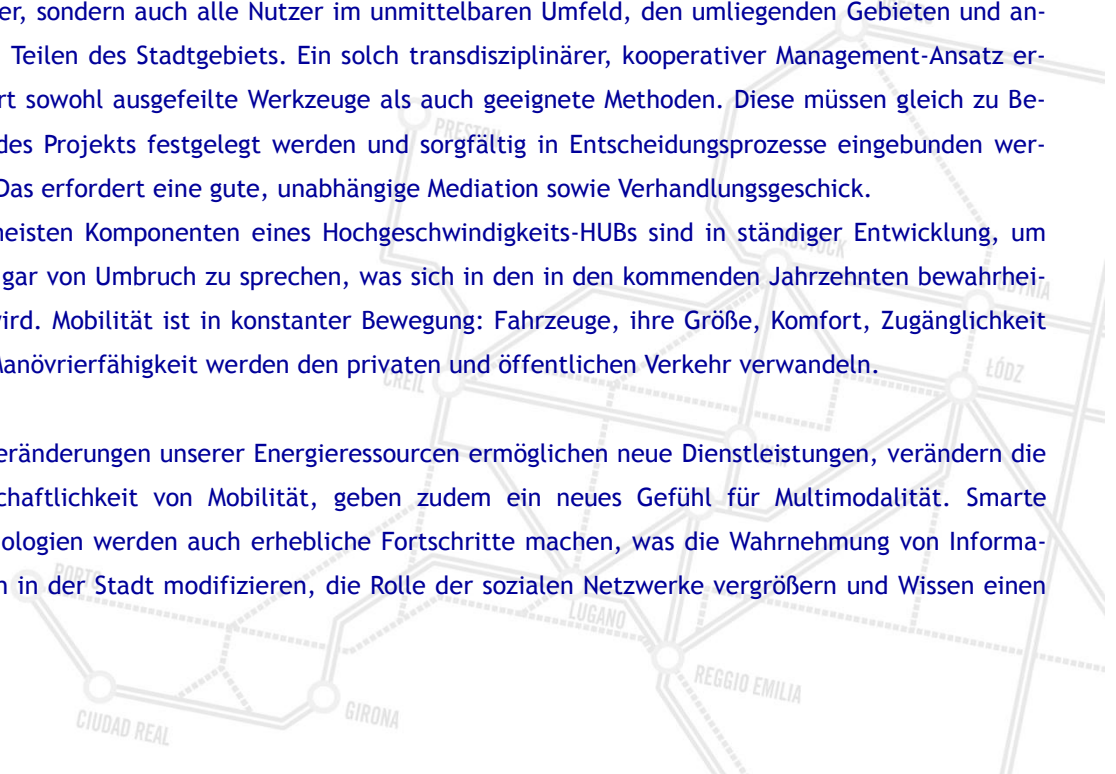 er, sondern auch alle Nutzer im unmittelbaren Umfeld, den umliegenden Gebieten und an-
Teilen des Stadtgebiets. Ein solch transdisziplinärer, kooperativer Management-Ansatz er-
rt sowohl ausgefeilte Werkzeuge als auch geeignete Methoden. Diese müssen gleich zu Be-
PRESTON
des Projekts festgelegt werden und sorgfältig in Entscheidungsprozesse eingebunden wer-
Das erfordert eine gute, unabhängige Mediation sowie Verhandlungsgeschick.
neisten Komponenten eines Hochgeschwindigkeits-HUBs sind in ständiger Entwicklung, um
gar von Umbruch zu sprechen, was sich in den in den kommenden Jahrzehnten bewahrhei-
vird. Mobilität ist in konstanter Bewegung: Fahrzeuge, ihre Größe, Komfort, Zugänglichkeit
Manövrierfähigkeit werden den privaten und öffentlichen Verkehr verwandeln.
CREIL
ŁÓDZ
eränderungen unserer Energieressourcen ermöglichen neue Dienstleistungen, verändern die
chaftlichkeit von Mobilität, geben zudem ein neues Gefühl für Multimodalität. Smarte
ologien werden auch erhebliche Fortschritte machen, was die Wahrnehmung von Informa-
n in der Stadt modifizieren, die Rolle der sozialen Netzwerke vergrößern und Wissen einen
PORTO
LUGANO
REGGIO EMILIA
GIRONA
CIUDAD REAL